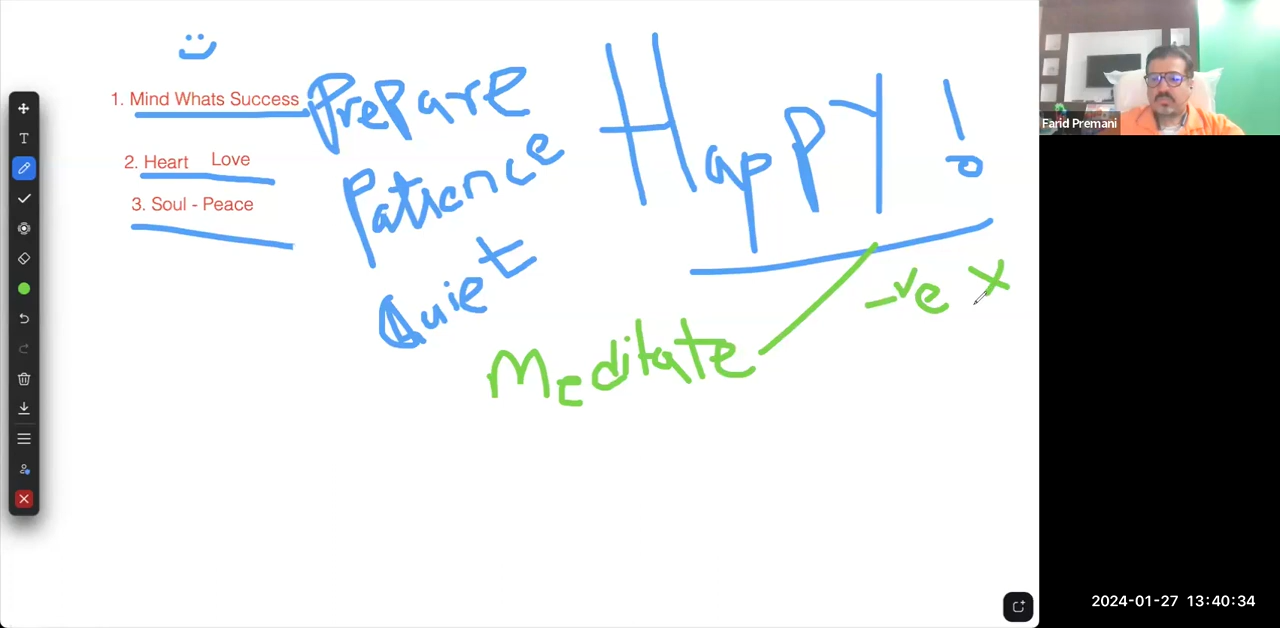 1. Mind Whats Success
Prepare
2. Heart Love
Patience
3. Soul - Peace
Quiet
Happy!
Meditate
-ve X
Farid Premani
T
2024-01-27 13:40:34